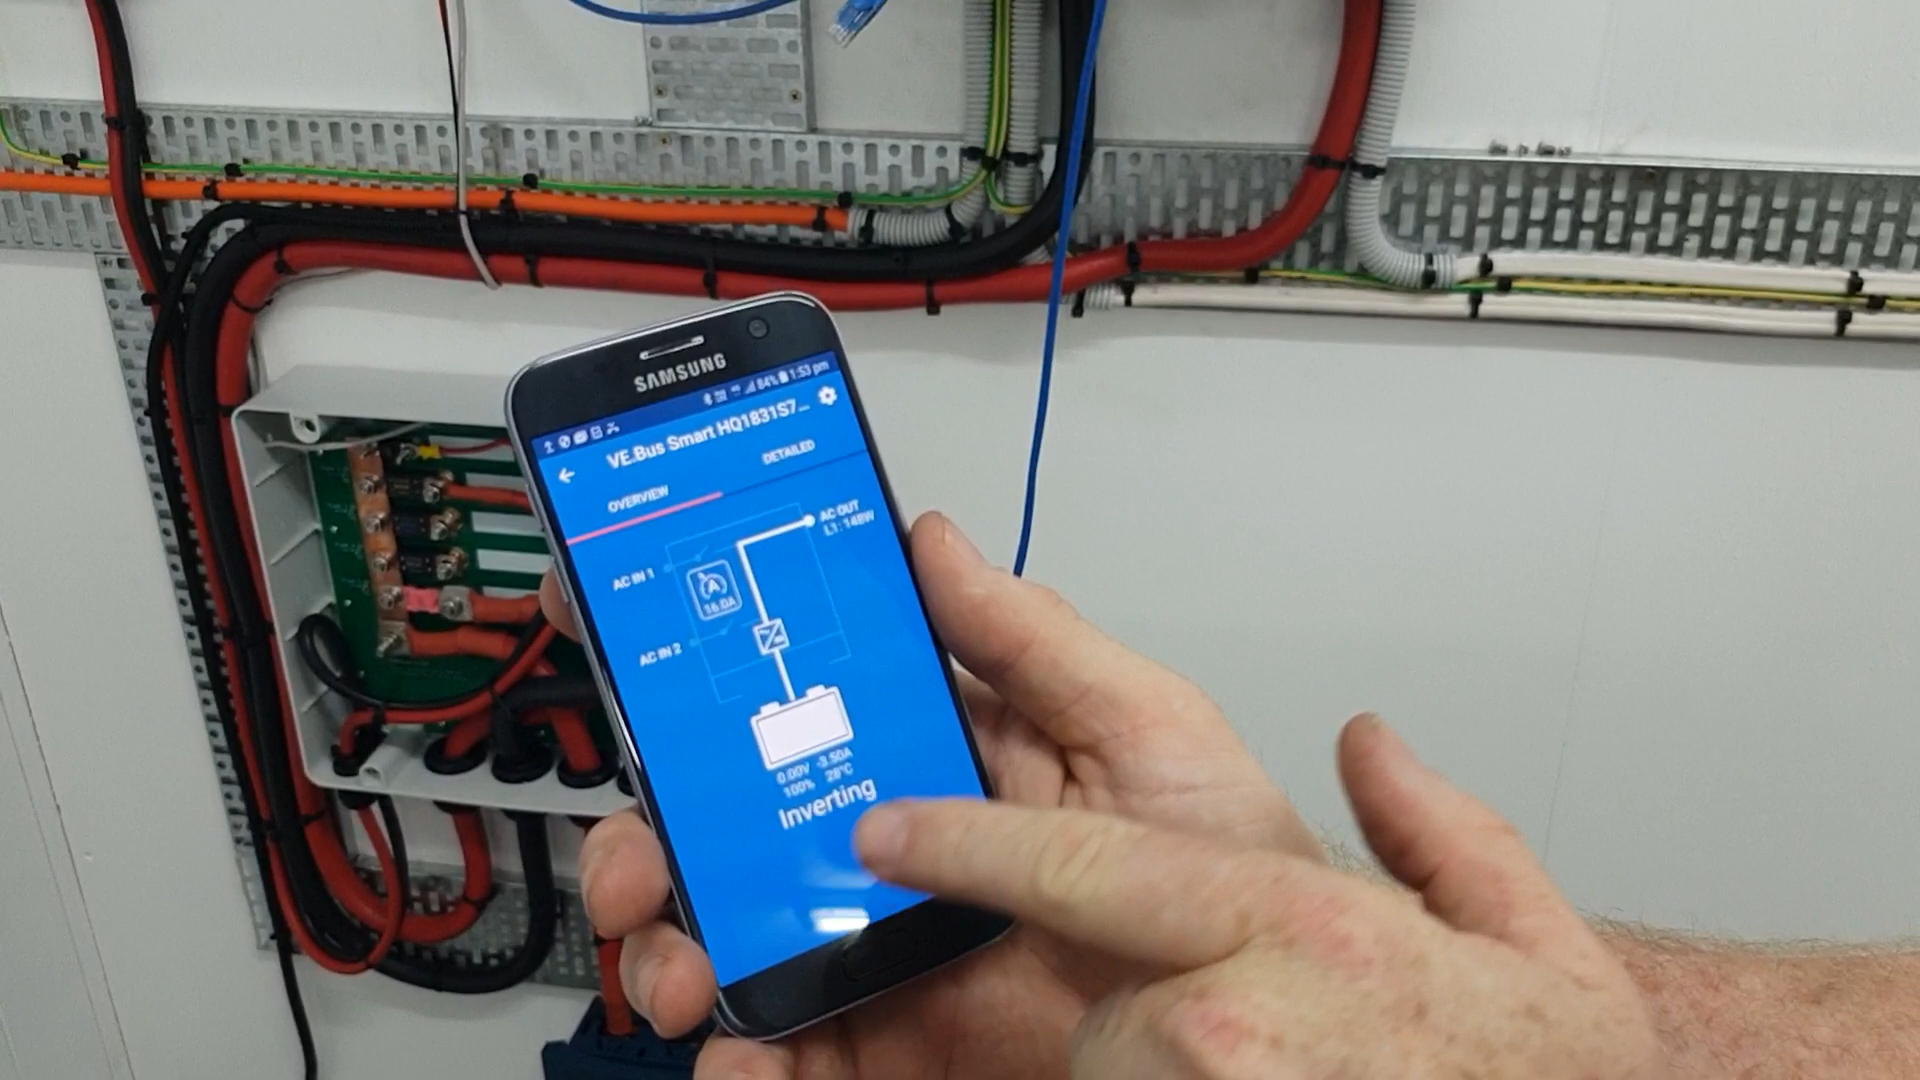 SAMSUNG
84% 1:53 pm
VE.Bus Smart HQ1831S7...
OVERVIEW
DETAILED
AC OUT
L1: 148W
AC IN 1
16.0A
AC IN 2
0.00V -3.50A
100% 28°C
Inverting